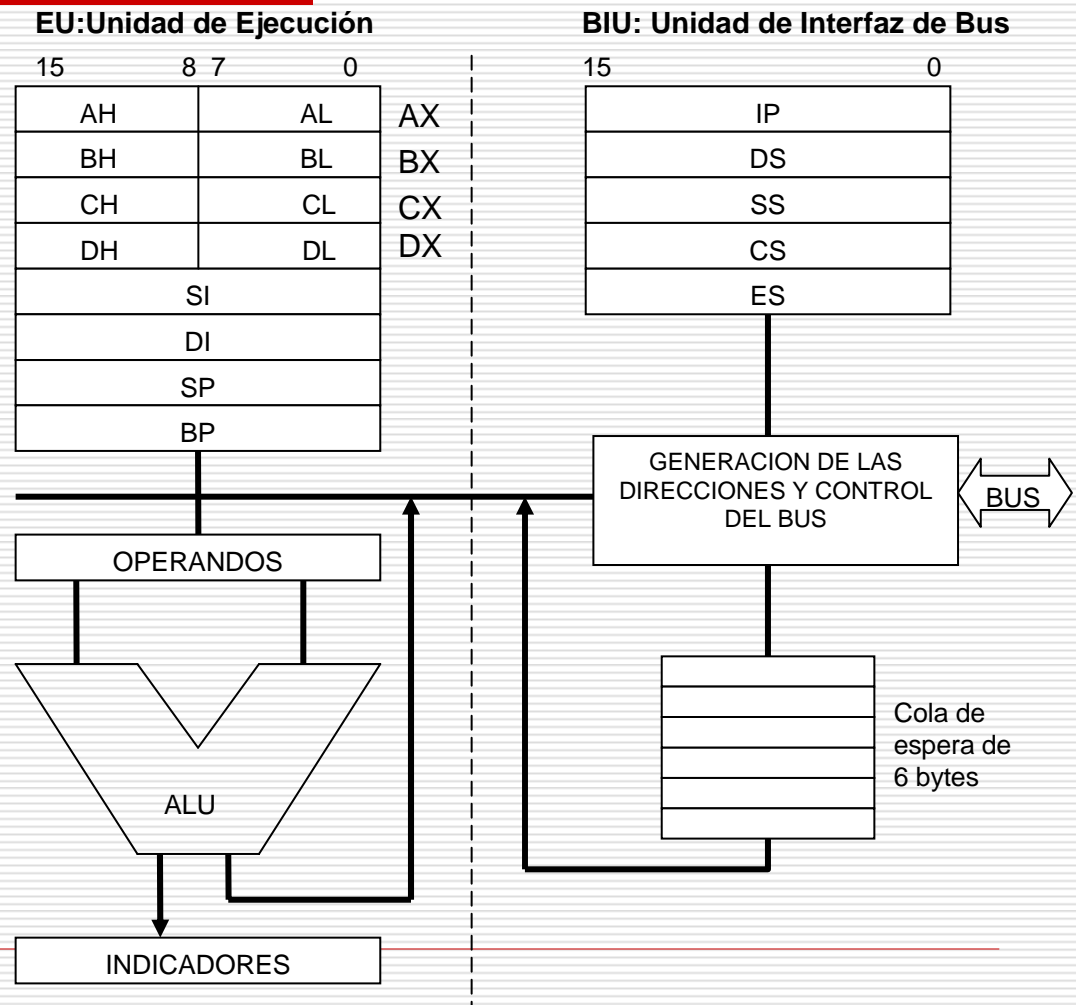 EU:Unidad de Ejecución
15 8 7 0
AH AL AX
BH BL BX
CH CL CX
DH DL DX
SI
DI
SP
BP
OPERANDOS
ALU
INDICADORES
BIU: Unidad de Interfaz de Bus
15 0
IP
DS
SS
CS
ES
GENERACION DE LAS
DIRECCIONES Y CONTROL
DEL BUS
BUS
Cola de
espera de
6 bytes